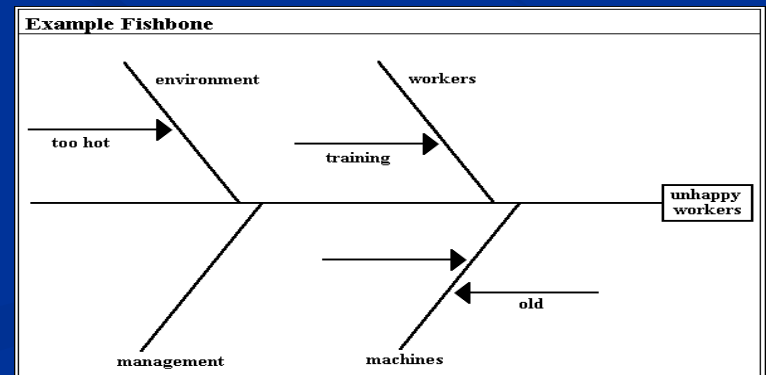 Example Fishbone
environment
workers
too hot
training
unhappy
workers
old
management
machines